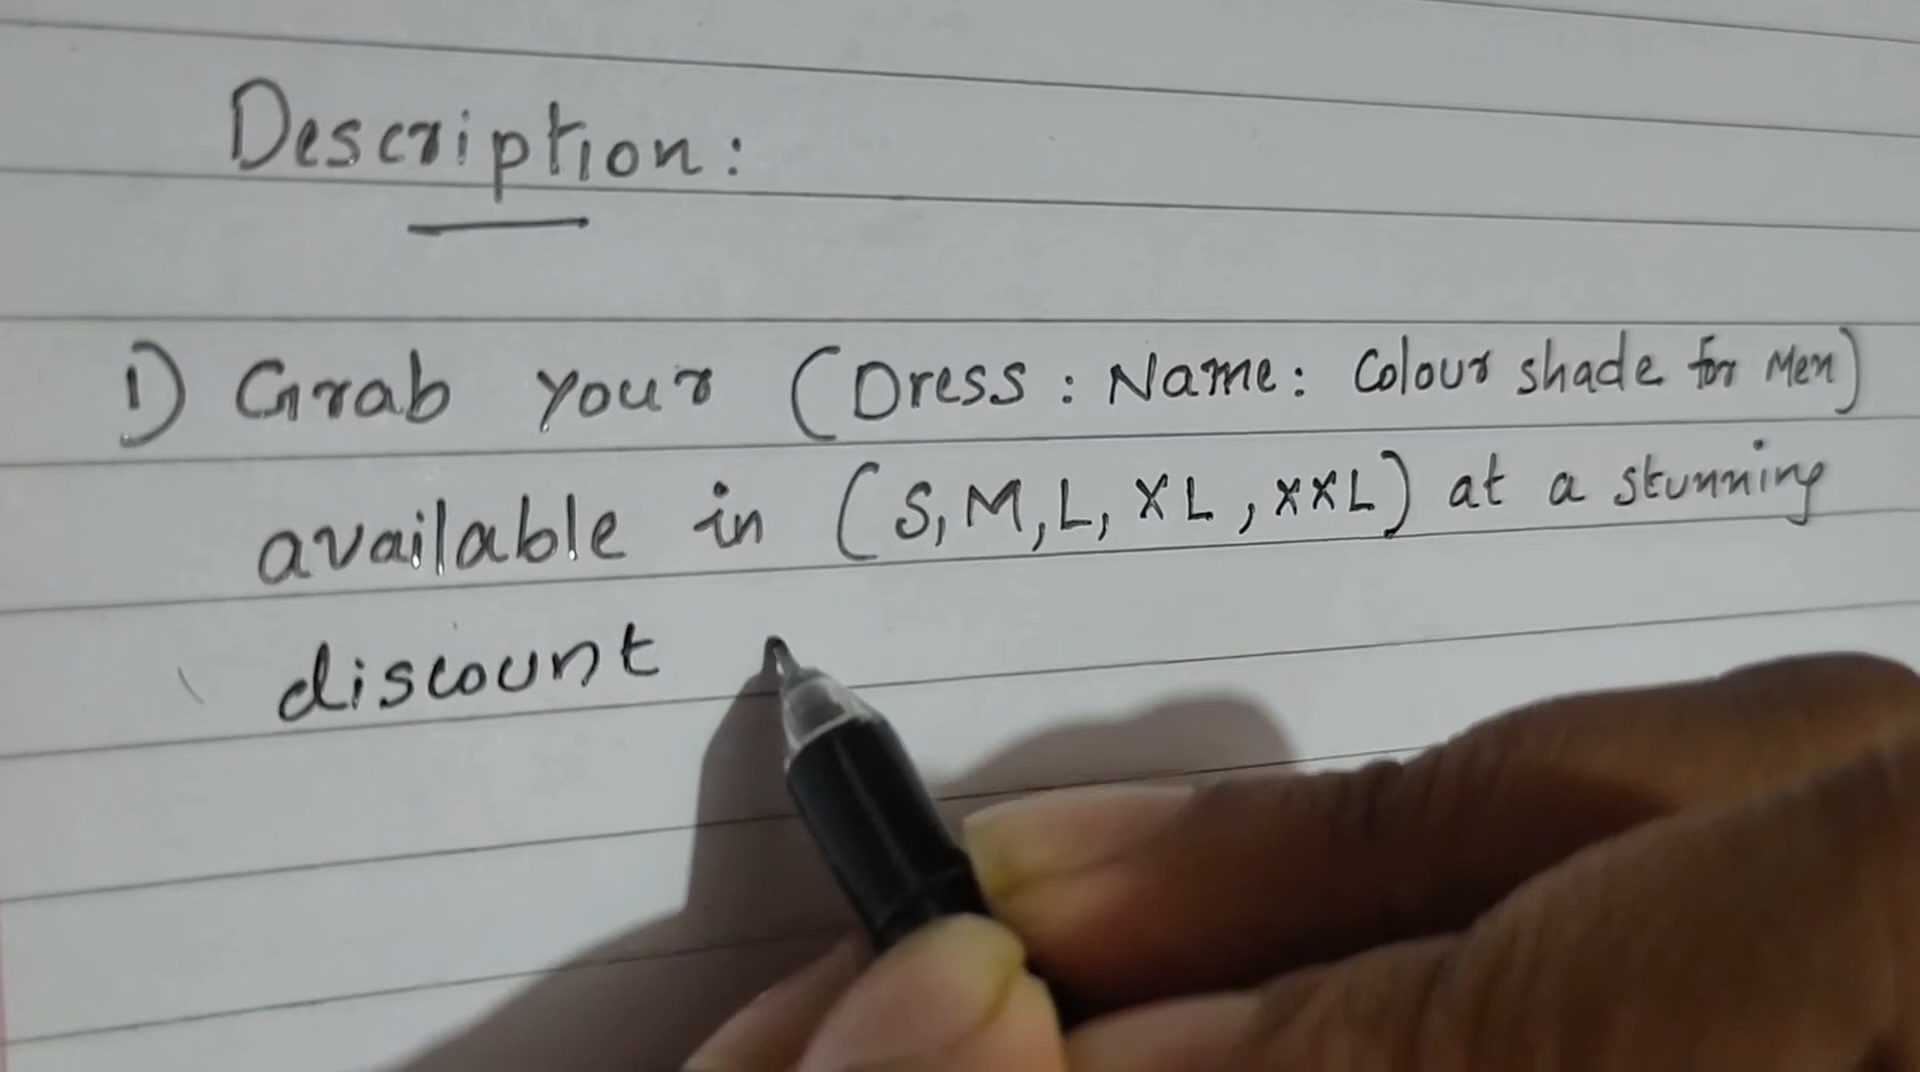 Description:
1) Grab your (Dress: Name: Colour shade for Men)
available in (S, M, L, XL, XXL) at a stunning
discount